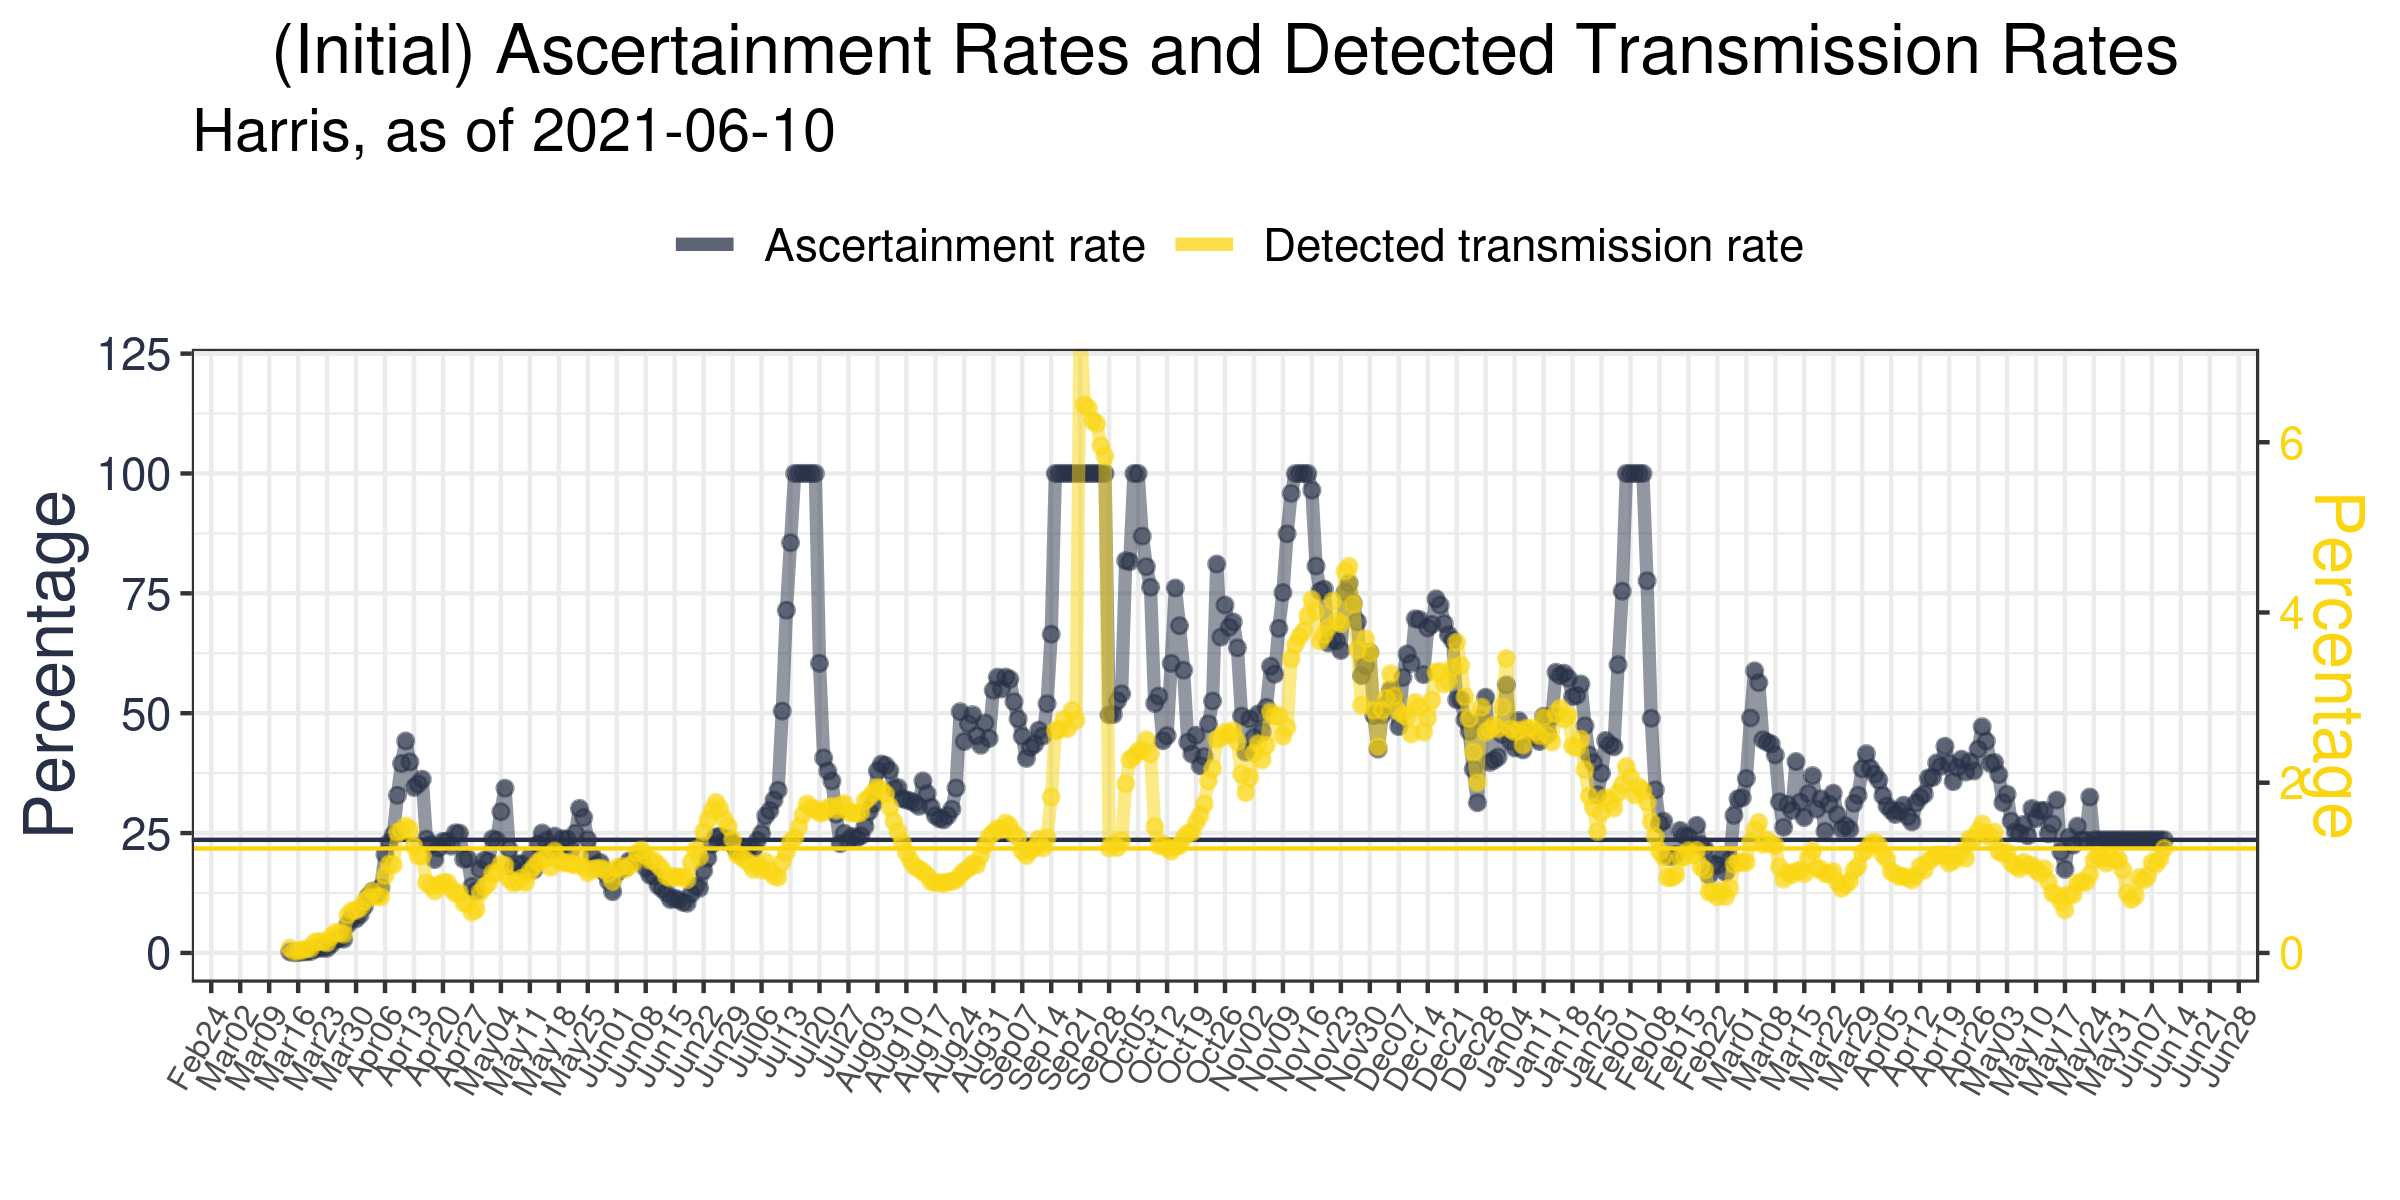 (Initial) Ascertainment Rates and Detected Transmission Rates
Harris, as of 2021-06-10
Ascertainment rate
Detected transmission rate
Percentage
125
100
75
50
25
0
6
4
2
0
Percentage
Feb24
Mar02
Mar09
Mar16
Mar23
Mar30
Apr06
Apr13
Apr20
Apr27
May04
May11
May18
May25
Jun01
Jun08
Jun15
Jun22
Jun29
Jul06
Jul13
Jul20
Jul27
Aug03
Aug10
Aug17
Aug24
Aug31
Sep07
Sep14
Sep21
Sep28
Oct05
Oct12
Oct19
Oct26
Nov02
Nov09
Nov16
Nov23
Nov30
Dec07
Dec14
Dec21
Dec28
Jan04
Jan11
Jan18
Jan25
Feb01
Feb08
Feb15
Feb22
Mar01
Mar08
Mar15
Mar22
Mar29
Apr05
Apr12
Apr19
Apr26
May03
May10
May17
May24
May31
Jun07
Jun14
Jun21
Jun28